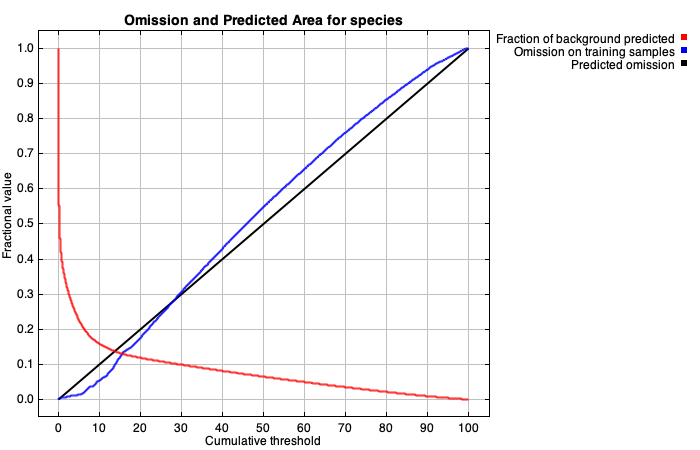 Omission and Predicted Area for species
Fraction of background predicted
Omission on training samples
Predicted omission
Fractional value
1.0
0.9
0.8
0.7
0.6
0.5
0.4
0.3
0.2
0.1
0.0
0 10 20 30 40 50 60 70 80 90 100
Cumulative threshold